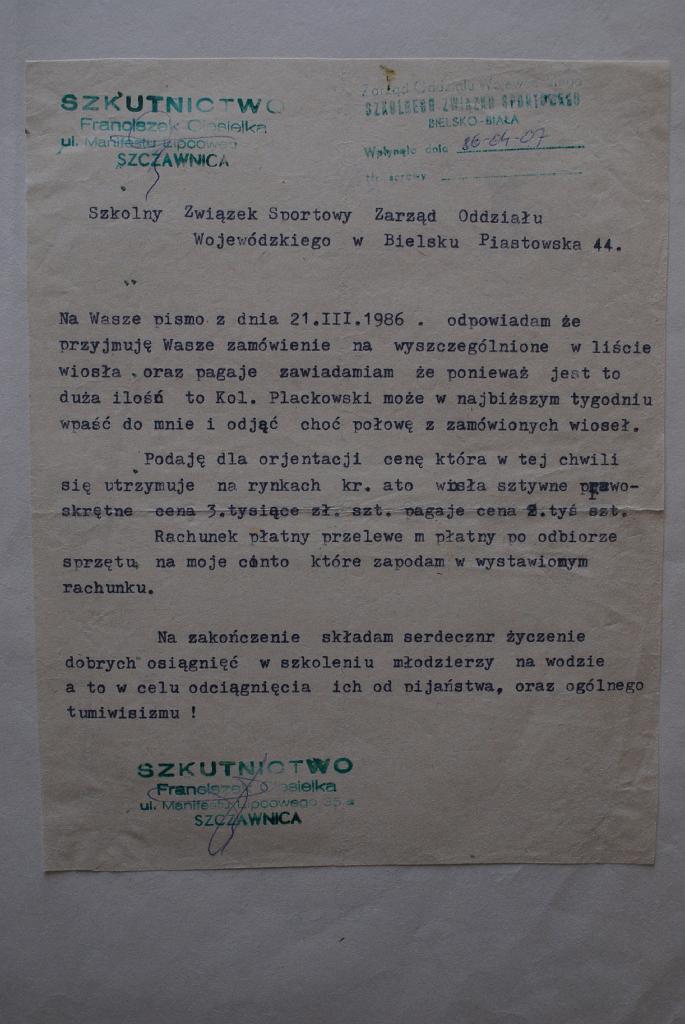 SZKUTNICTWO
Franciszek Ciesielka
ul. Manifestu Lipcowego
SZCZAWNICA
Zarząd Oddziału Wojewódzkiego
SZKOLNEGO ZWIĄZKU SPORTOWEGO
BIELSKO-BIAŁA
Wpłynęło dnia 86-04-07
Szkolny Związek Sportowy Zarząd Oddziału
Wojewódzkiego w Bielsku Piastowska 44.
Na Wasze pismo z dnia 21.III.1986 . odpowiadam że
przyjmuję Wasze zamówienie na wyszczególnione w liście
wiosła . oraz pagaje zawiadamiam że ponieważ jest to
duża ilość to Kol. Plackowski może w najbiższym tygodniu
wpaść do mnie i odjąć choć połowę z zamówionych wioseł.
Podaję dla orjentacji cenę która w tej chwili
się utrzymuje na rynkach kr. ato wiosła sztywne prawo-
skrętne cena 3.tysiące zł. szt. pagaje cena 2.tyś szt.
Rachunek płatny przelewe m płatny po odbiorze
sprzętu, na moje conto które zapodam w wystawionym
rachunku.
Na zakończenie składam serdecznr życzenie
dobrych osiągnięć w szkoleniu młodzierzy na wodzie
a to w celu odciągnięcia ich od pijaństwa, oraz ogólnego
tumiwisizmu !
SZKUTNICTWO
Franciszek Ciesielka
ul. Manifestu Lipcowego 35 a
SZCZAWNICA